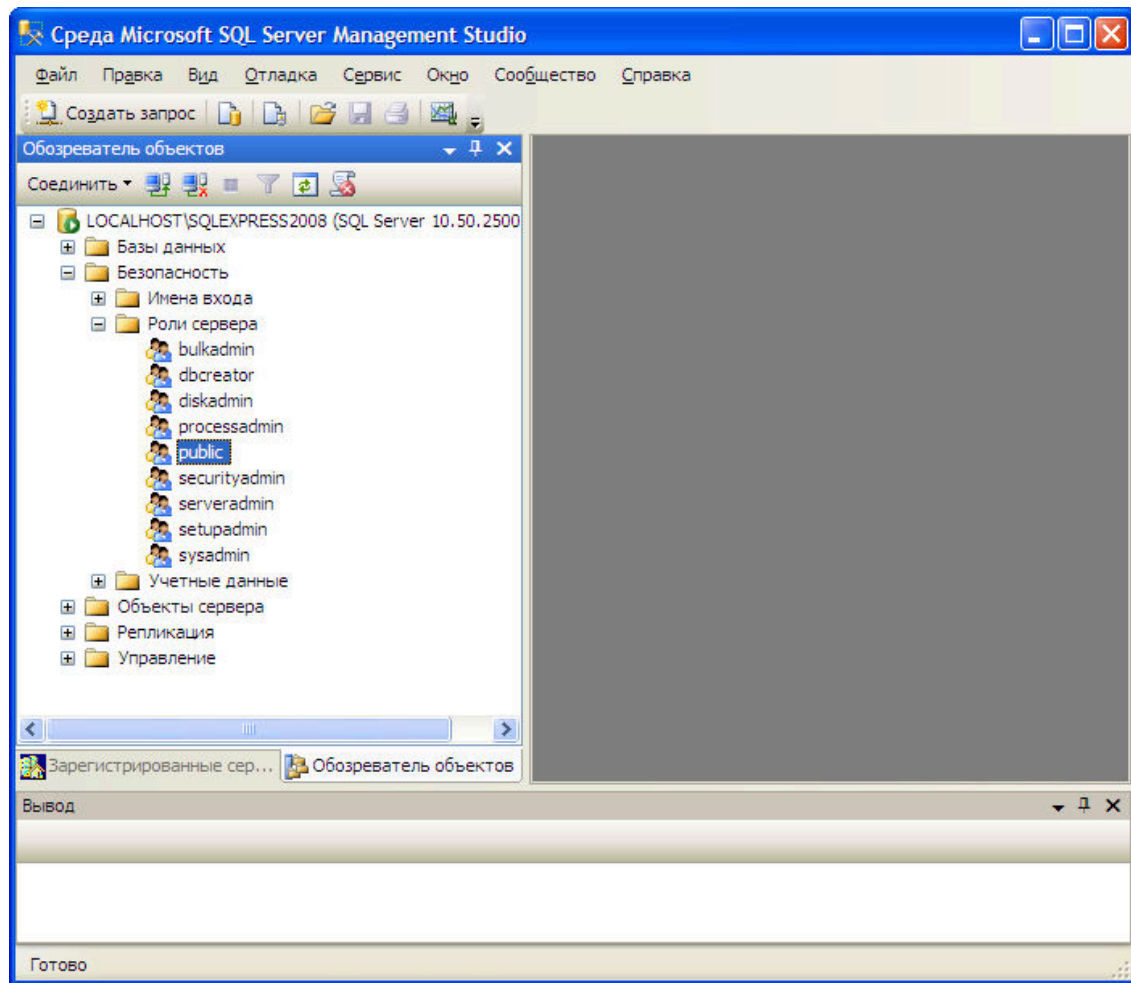 Среда Microsoft SQL Server Management Studio
Файл Правка Вид Отладка Сервис Окно Сообщество Справка
Создать запрос
Обозреватель объектов
Соединить
LOCALHOST\SQLEXPRESS2008 (SQL Server 10.50.2500
Базы данных
Безопасность
Имена входа
Роли сервера
bulkadmin
dbcreator
diskadmin
processadmin
public
securityadmin
serveradmin
setupadmin
sysadmin
Учетные данные
Объекты сервера
Репликация
Управление
Зарегистрированные сер... Обозреватель объектов
Вывод
Готово